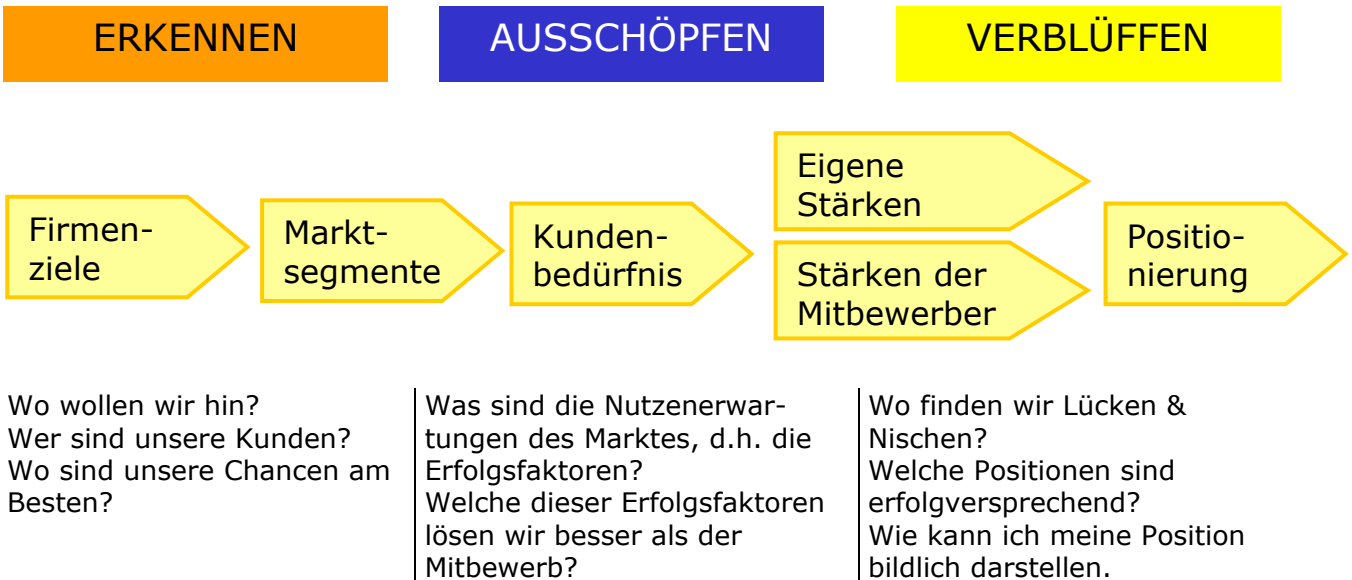 ERKENNEN
AUSSCHÖPFEN
VERBLÜFFEN
Firmen-
ziele
Markt-
segmente
Kunden-
bedürfnis
Eigene
Stärken
Stärken der
Mitbewerber
Positio-
nierung
Wo wollen wir hin?
Wer sind unsere Kunden?
Wo sind unsere Chancen am
Besten?
Was sind die Nutzenerwar-
tungen des Marktes, d.h. die
Erfolgsfaktoren?
Welche dieser Erfolgsfaktoren
lösen wir besser als der
Mitbewerb?
Wo finden wir Lücken &
Nischen?
Welche Positionen sind
erfolgversprechend?
Wie kann ich meine Position
bildlich darstellen.